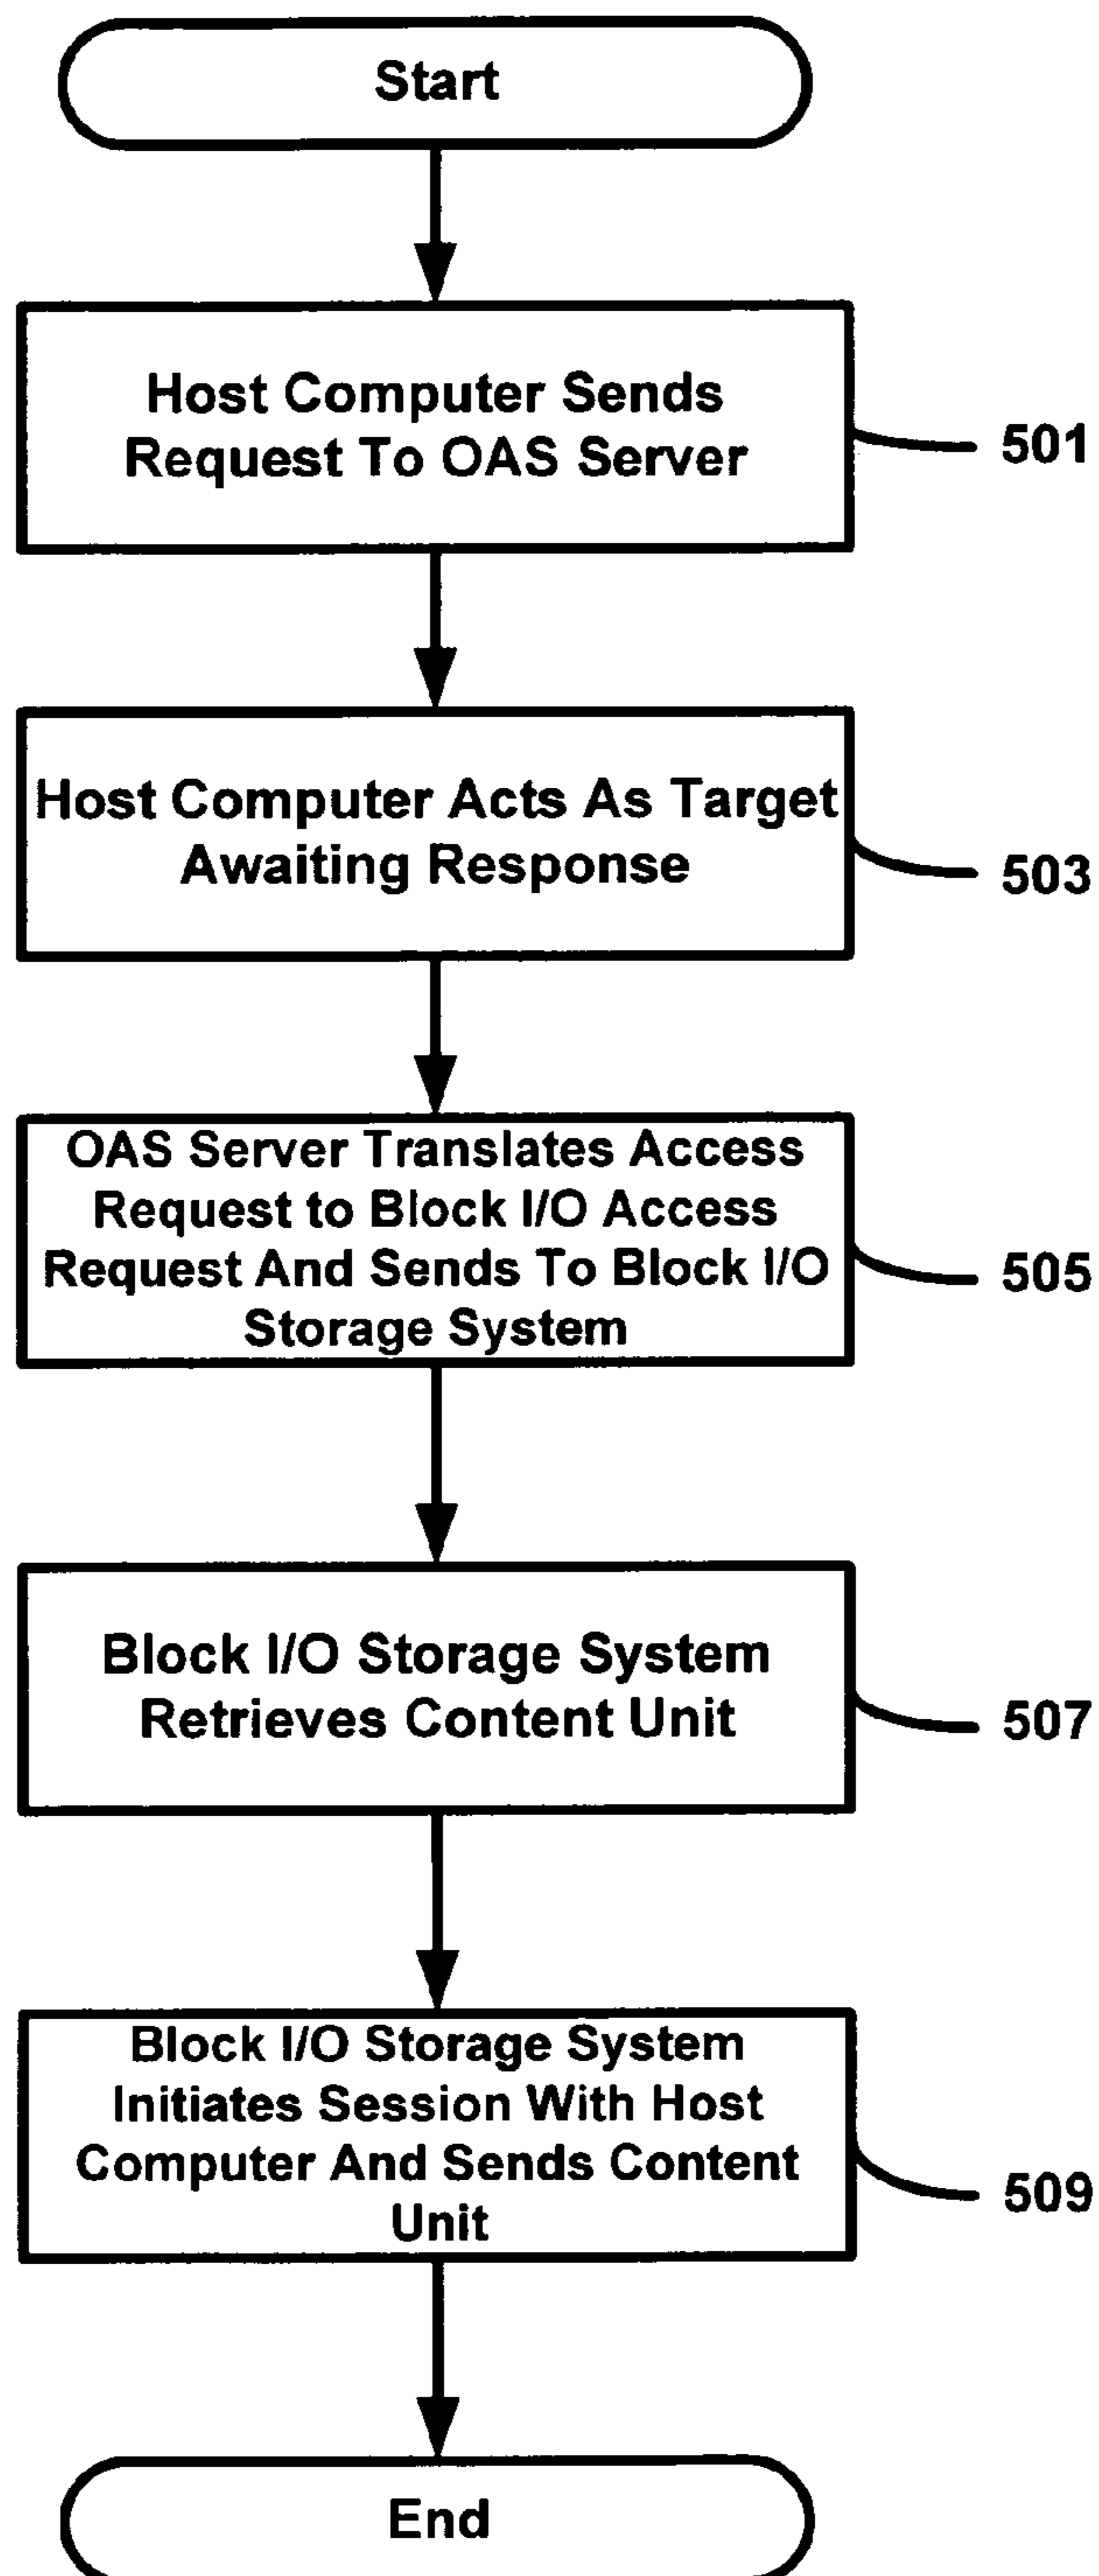 Start
Host Computer Sends
Request To OAS Server
501
Host Computer Acts As Target
Awaiting Response
503
OAS Server Translates Access
Request to Block I/O Access
Request And Sends To Block I/O
Storage System
505
Block I/O Storage System
Retrieves Content Unit
507
Block I/O Storage System
Initiates Session With Host
Computer And Sends Content
Unit
509
End